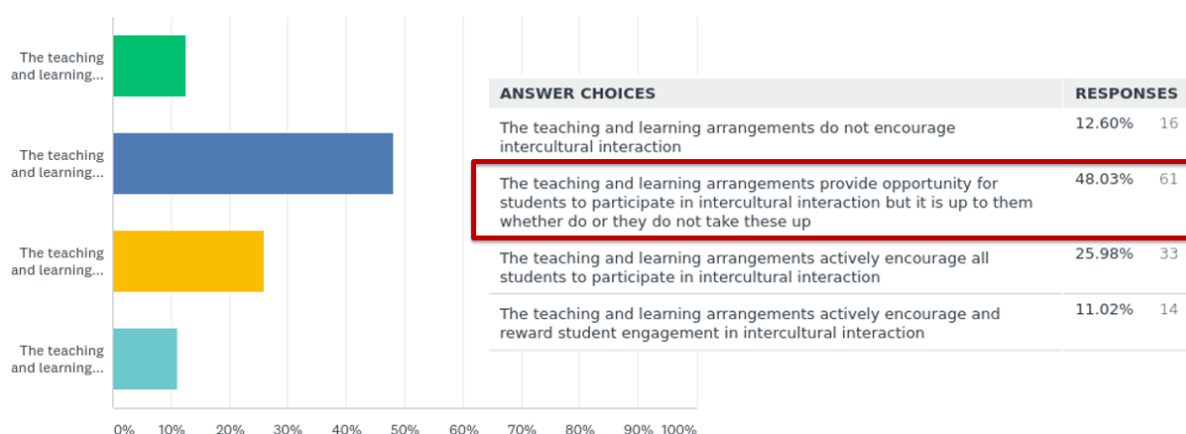 The teaching
and learning...
The teaching
and learning...
The teaching
and learning...
The teaching
and learning...
0% 10% 20% 30% 40% 50% 60% 70% 80% 90% 100%
ANSWER CHOICES RESPONSES
The teaching and learning arrangements do not encourage 12.60% 16
intercultural interaction
The teaching and learning arrangements provide opportunity for 48.03% 61
students to participate in intercultural interaction but it is up to them
whether do or they do not take these up
The teaching and learning arrangements actively encourage all 25.98% 33
students to participate in intercultural interaction
The teaching and learning arrangements actively encourage and 11.02% 14
reward student engagement in intercultural interaction